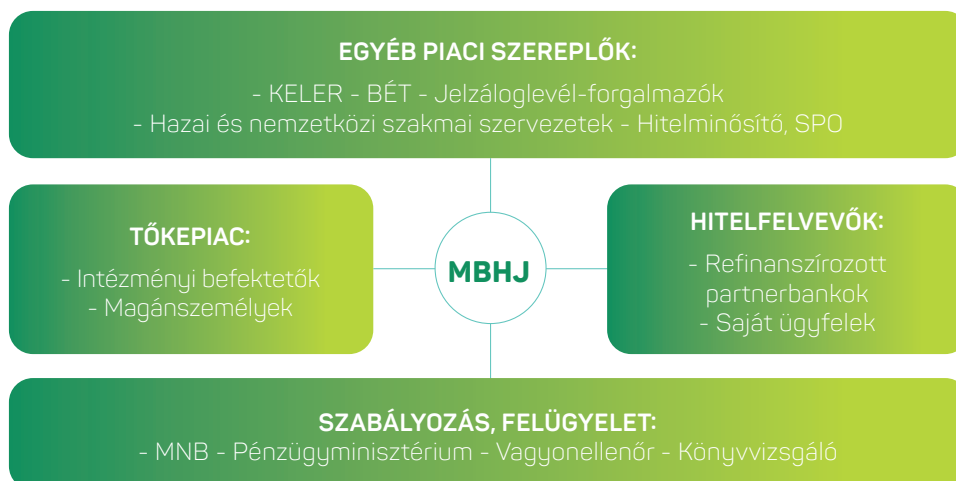 EGYÉB PIACI SZEREPLŐK:
- KELER - BÉT - Jelzáloglevél-forgalmazók
- Hazai és nemzetközi szakmai szervezetek - Hitelminősítő, SPO
TŐKEPIAC:
- Intézményi befektetők
- Magánszemélyek
MBHJ
HITELFELVEVŐK:
- Refinanszírozott
partnerbankok
- Saját ügyfelek
SZABÁLYOZÁS, FELÜGYELET:
- MNB - Pénzügyminisztérium - Vagyonellenőr - Könyvvizsgáló